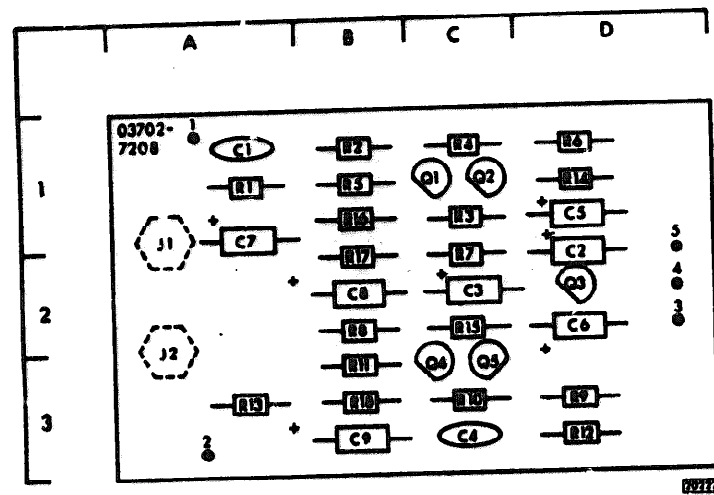 A B C D
03702- 1
7208
C1 R2 R4 R6
1 R1 R5 Q1 Q2 R14
R16 R3 C5
J1 C7 R17 R7 C2 5
C8 C3 Q3 4
2 R8 R15 C6 3
J2 R11 Q4 Q5
R13 R18 R10 R9
3 C9 C4 R12
2